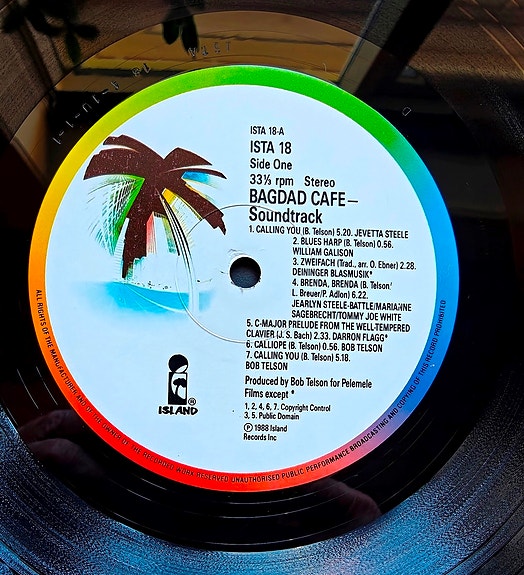 ISTA 18-A
ISTA 18
Side One
33⅓ rpm Stereo
BAGDAD CAFE–
Soundtrack
1. CALLING YOU (B. Telson) 5.20. JEVETTA STEELE
2. BLUES HARP (B. Telson) 0.56.
WILLIAM GALISON
3. ZWEIFACH (Trad., arr. O. Ebner) 2.28.
DEININGER BLASMUSIK*
4. BRENDA, BRENDA (B. Telson/
L. Breuer/P. Adlon) 6.22.
JEARLYN STEELE-BATTLE/MARIANNE
SAGEBRECHT/TOMMY JOE WHITE
5. C-MAJOR PRELUDE FROM THE WELL-TEMPERED
CLAVIER (J. S. Bach) 2.33. DARRON FLAGG*
6. CALLIOPE (B. Telson) 0.56. BOB TELSON
7. CALLING YOU (B. Telson) 5.18.
BOB TELSON
Produced by Bob Telson for Pelemele
Films except *
1, 2, 4, 6, 7. Copyright Control
3, 5. Public Domain
℗ 1988 Island
Records Inc
ISLAND®
ALL RIGHTS OF THE MANUFACTURER AND OF THE OWNER OF THE RECORDED WORK RESERVED UNAUTHORISED PUBLIC PERFORMANCE BROADCASTING AND COPYING OF THIS RECORD PROHIBITED